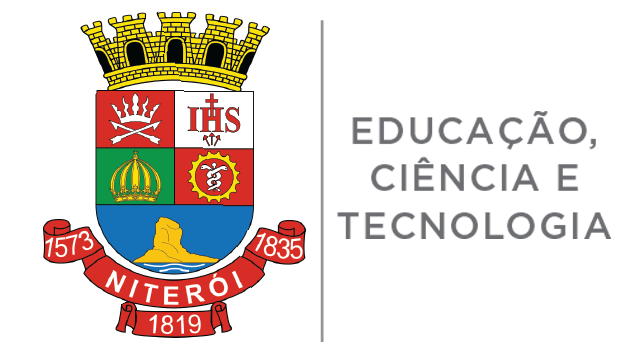 IHS
1573
1835
NITERÓI
1819
EDUCAÇÃO,
CIÊNCIA E
TECNOLOGIA